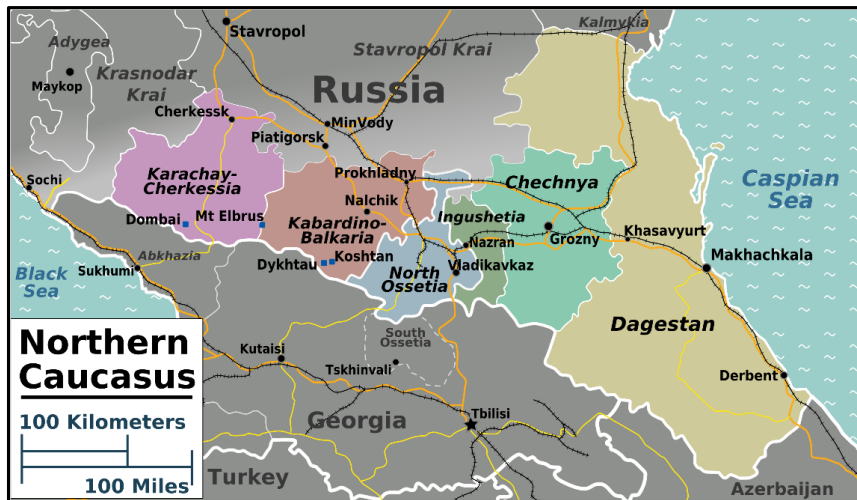 Kalmykia
Stavropol
Adygea
Stavropol Krai
Krasnodar
Krai
Maykop
Russia
Cherkessk
MinVody
Piatigorsk
Karachay-
Cherkessia
Prokhladny
Chechnya
Sochi
Caspian
Sea
Nalchik
Dombai
Mt Elbrus
Kabardino-
Balkaria
Ingushetia
Grozny
Khasavyurt
Nazran
Abkhazia
Makhachkala
Black
Sea
Sukhumi
Dykhtau
Koshtan
North
Ossetia
Vladikavkaz
Dagestan
Northern
Caucasus
South
Ossetia
Kutaisi
Tskhinvali
Derbent
100 Kilometers
Georgia
Tbilisi
100 Miles
Turkey
Azerbaijan